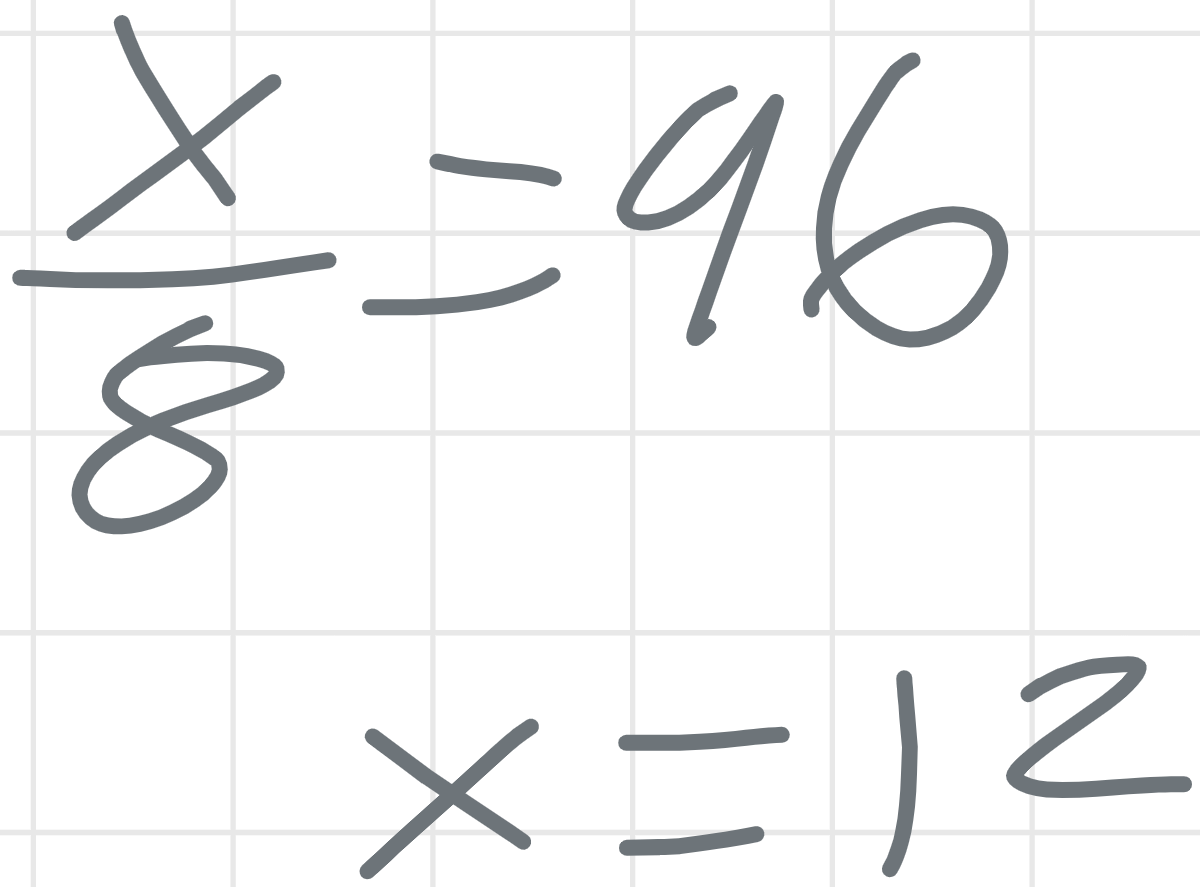 x/8 = 96
x = 12